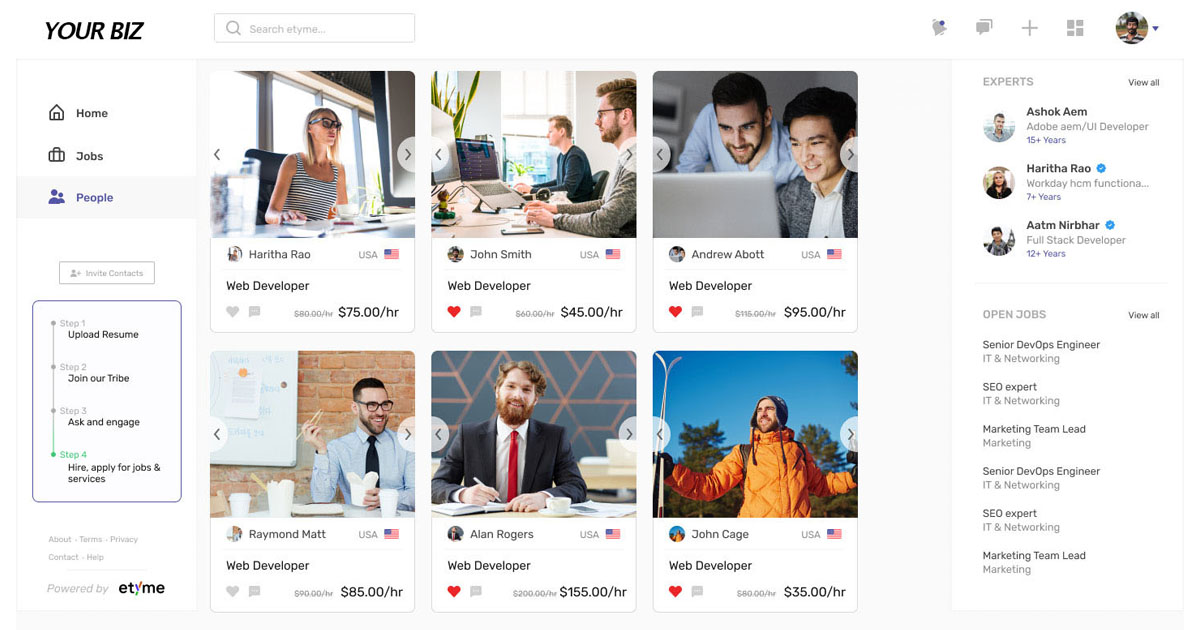 YOUR BIZ
Search etyme...
Home
Jobs
People
Invite Contacts
Step 1
Upload Resume
Step 2
Join our Tribe
Step 3
Ask and engage
Step 4
Hire, apply for jobs &
services
About - Terms - Privacy
Contact - Help
Powered by etyme
Haritha Rao USA
Web Developer
$80.00/hr $75.00/hr
John Smith USA
Web Developer
$60.00/hr $45.00/hr
Andrew Abott USA
Web Developer
$115.00/hr $95.00/hr
Raymond Matt USA
Web Developer
$90.00/hr $85.00/hr
Alan Rogers USA
Web Developer
$200.00/hr $155.00/hr
John Cage USA
Web Developer
$80.00/hr $35.00/hr
EXPERTS View all
Ashok Aem
Adobe aem/UI Developer
15+ Years
Haritha Rao
Workday hcm functiona...
7+ Years
Aatm Nirbhar
Full Stack Developer
12+ Years
OPEN JOBS View all
Senior DevOps Engineer
IT & Networking
SEO expert
IT & Networking
Marketing Team Lead
Marketing
Senior DevOps Engineer
IT & Networking
SEO expert
IT & Networking
Marketing Team Lead
Marketing